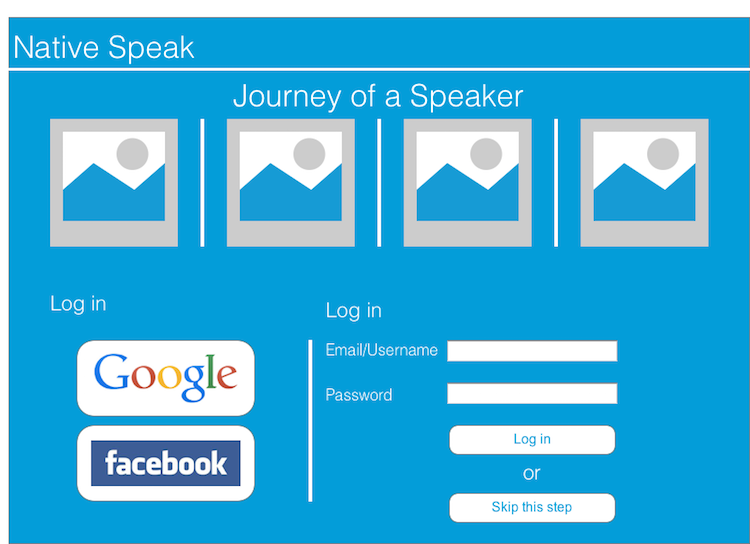 Native Speak
Journey of a Speaker
Log in
Google
facebook
Log in
Email/Username
Password
Log in
or
Skip this step